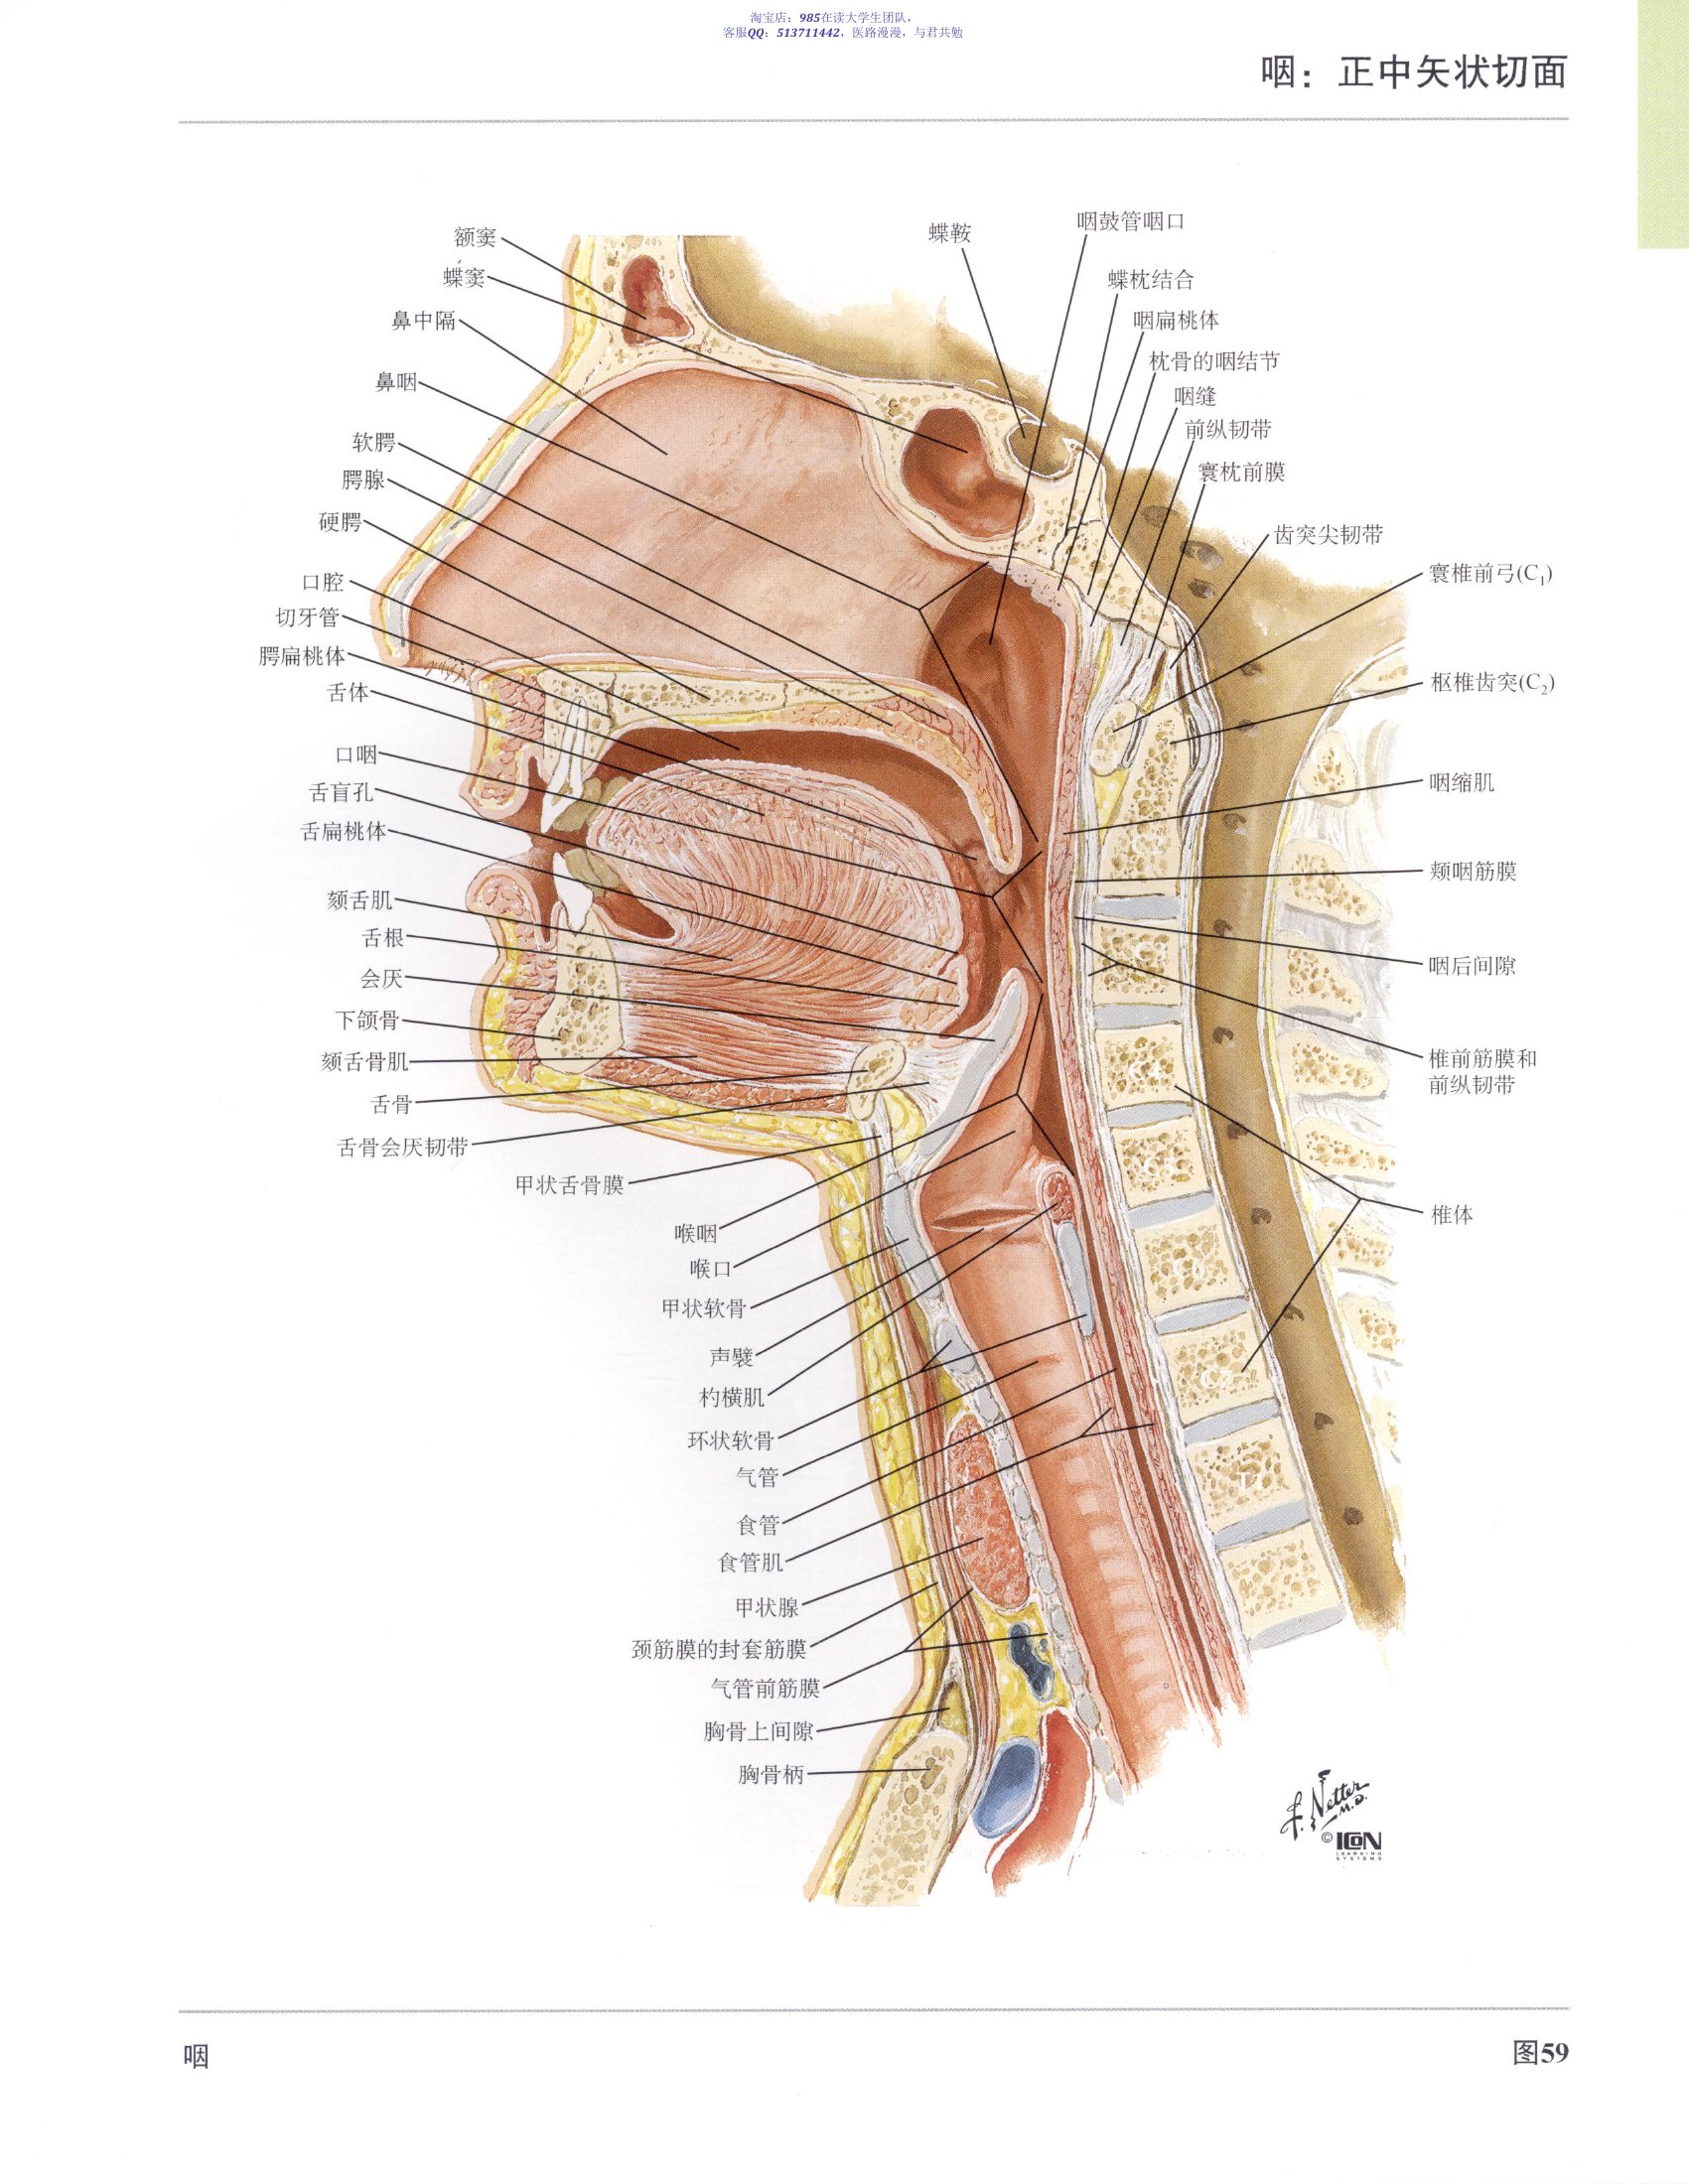 淘宝店：985在读大学生团队，
客服QQ：513711442，医路漫漫，与君共勉
咽：正中矢状切面
额窦
蝶窦
鼻中隔
鼻咽
软腭
腭腺
硬腭
口腔
切牙管
腭扁桃体
舌体
口咽
舌盲孔
舌扁桃体
颏舌肌
舌根
会厌
下颌骨
颏舌骨肌
舌骨
舌骨会厌韧带
甲状舌骨膜
喉咽
喉口
甲状软骨
声襞
杓横肌
环状软骨
气管
食管
食管肌
甲状腺
颈筋膜的封套筋膜
气管前筋膜
胸骨上间隙
胸骨柄
蝶鞍
咽鼓管咽口
蝶枕结合
咽扁桃体
枕骨的咽结节
咽缝
前纵韧带
寰枕前膜
齿突尖韧带
寰椎前弓(C₁)
枢椎齿突(C₂)
咽缩肌
颊咽筋膜
咽后间隙
椎前筋膜和
前纵韧带
椎体
F. Netter
M.D.
© ICON
LEARNING
SYSTEMS
咽
图59